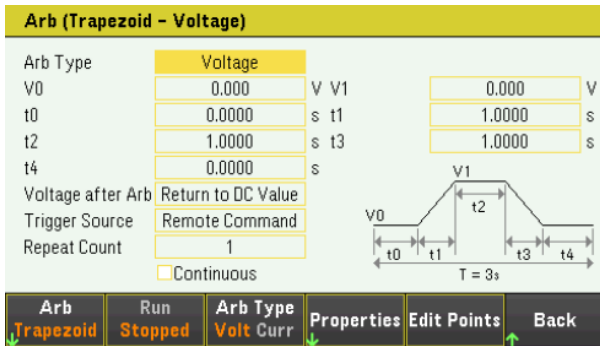 Arb (Trapezoid - Voltage)
Arb Type Voltage
V0 0.000 V V1 0.000 V
t0 0.0000 s t1 1.0000 s
t2 1.0000 s t3 1.0000 s
t4 0.0000 s
Voltage after Arb Return to DC Value
Trigger Source Remote Command
Repeat Count 1
Continuous
V1
t2
V0
t0 t1 t3 t4
T = 3s
Arb Trapezoid
Run Stopped
Arb Type Volt Curr
Properties
Edit Points
Back